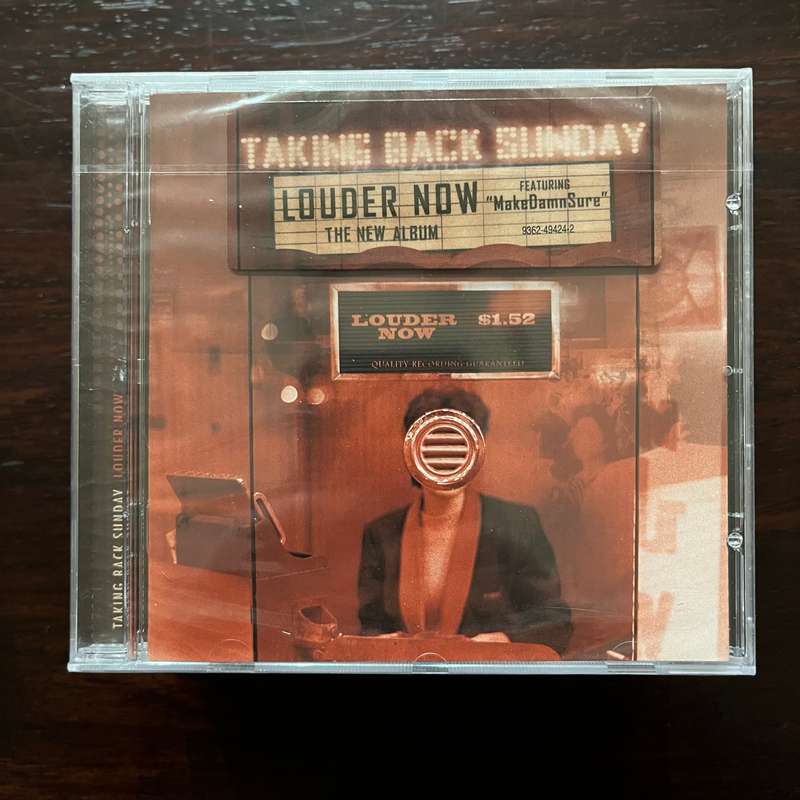 TAKING BACK SUNDAY
LOUDER NOW
THE NEW ALBUM
FEATURING
"MakeDamnSure"
9362-49424-2
LOUDER
NOW
$1.52
QUALITY RECORDING GUARANTEED
TAKING BACK SUNDAY LOUDER NOW